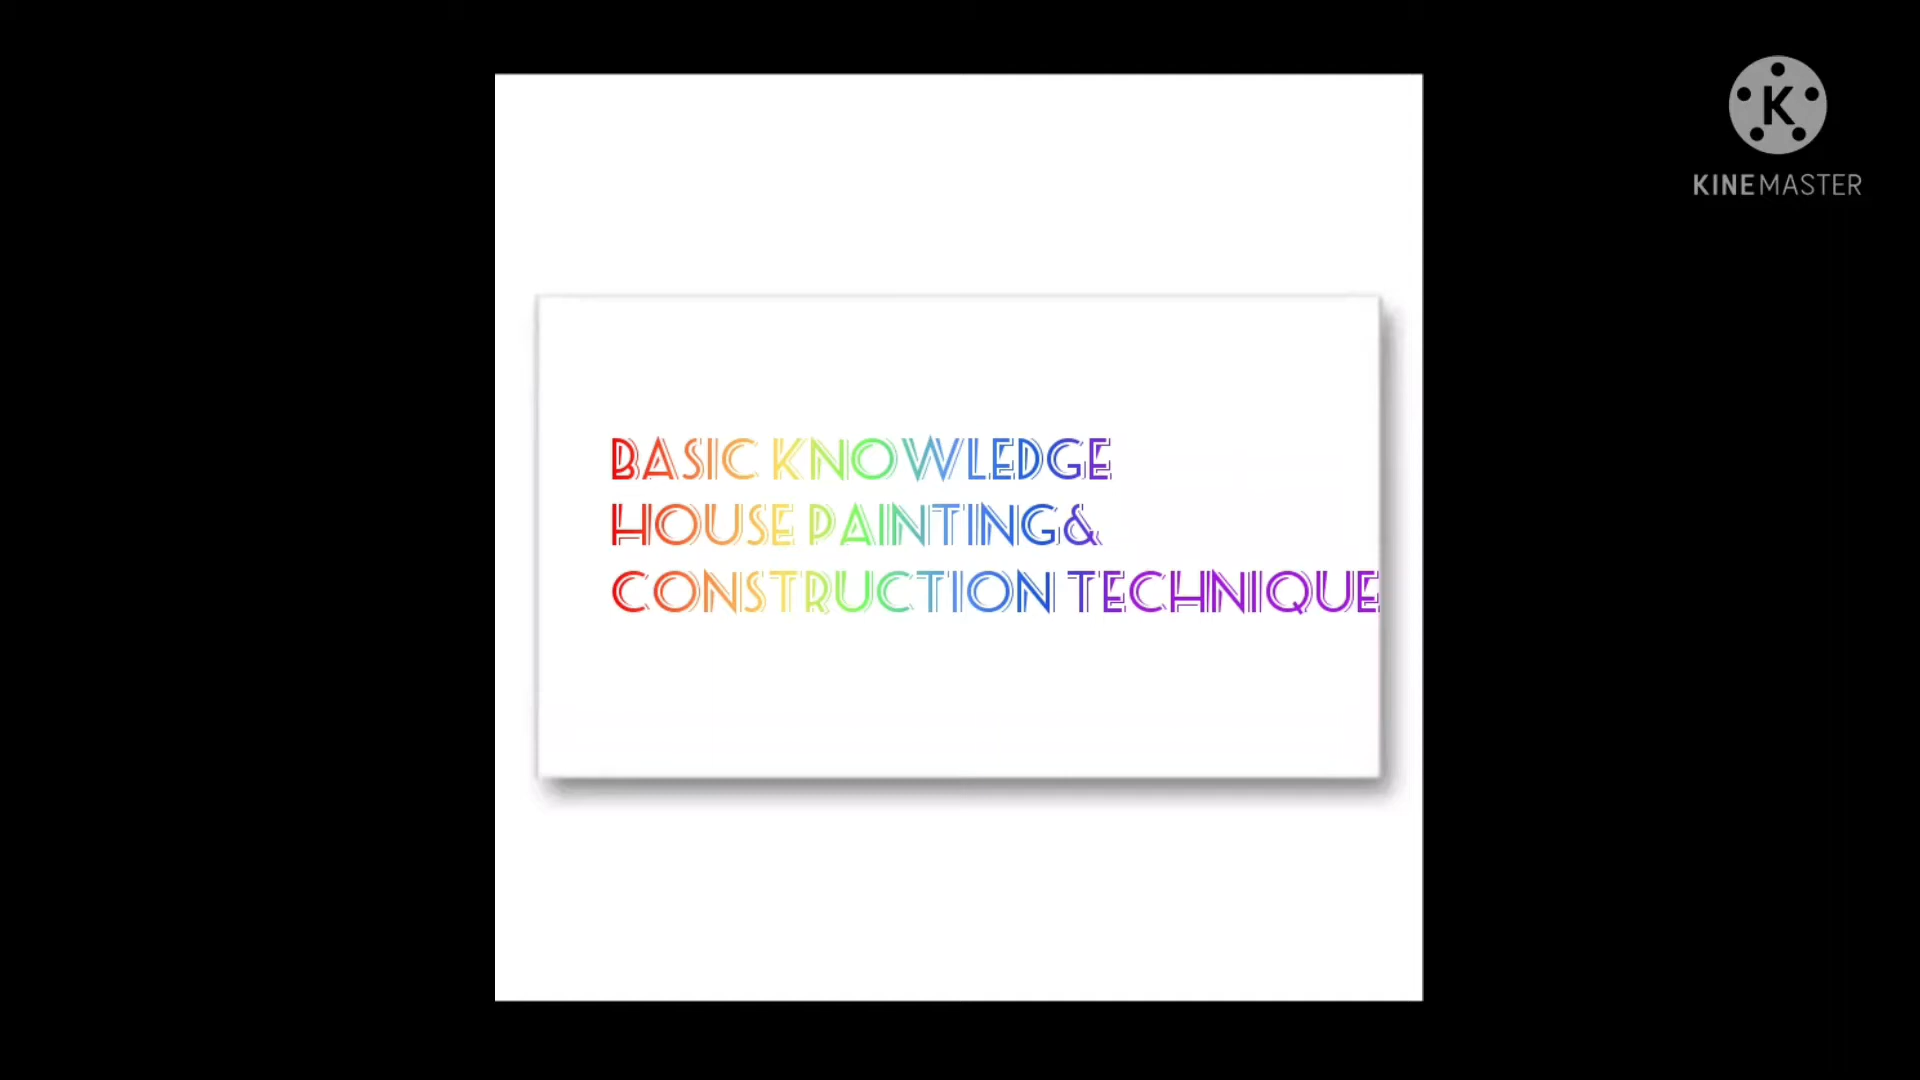 K
KINEMASTER
BASIC KNOWLEDGE
HOUSE PAINTING&
CONSTRUCTION TECHNIQUE